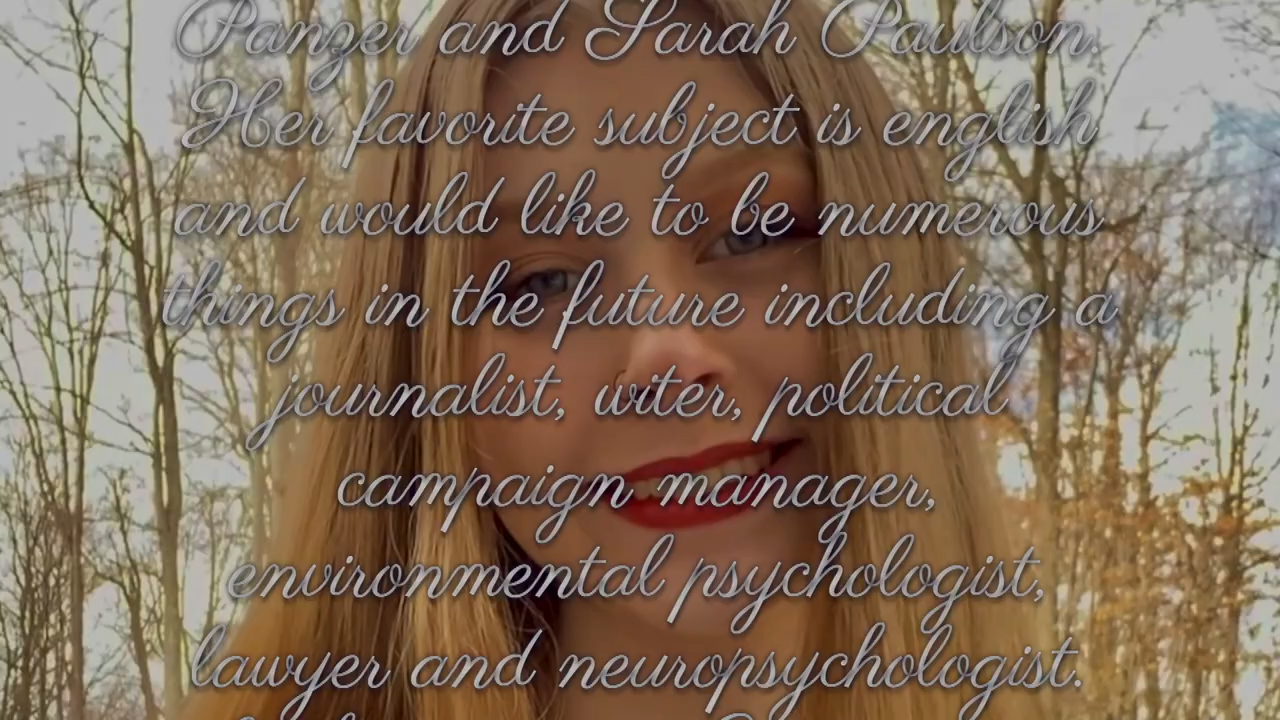 Panzer and Sarah Paulson.
Her favorite subject is english
and would like to be numerous
things in the future including a
journalist, witer, political
campaign manager,
environmental psychologist,
lawyer and neuropsychologist.